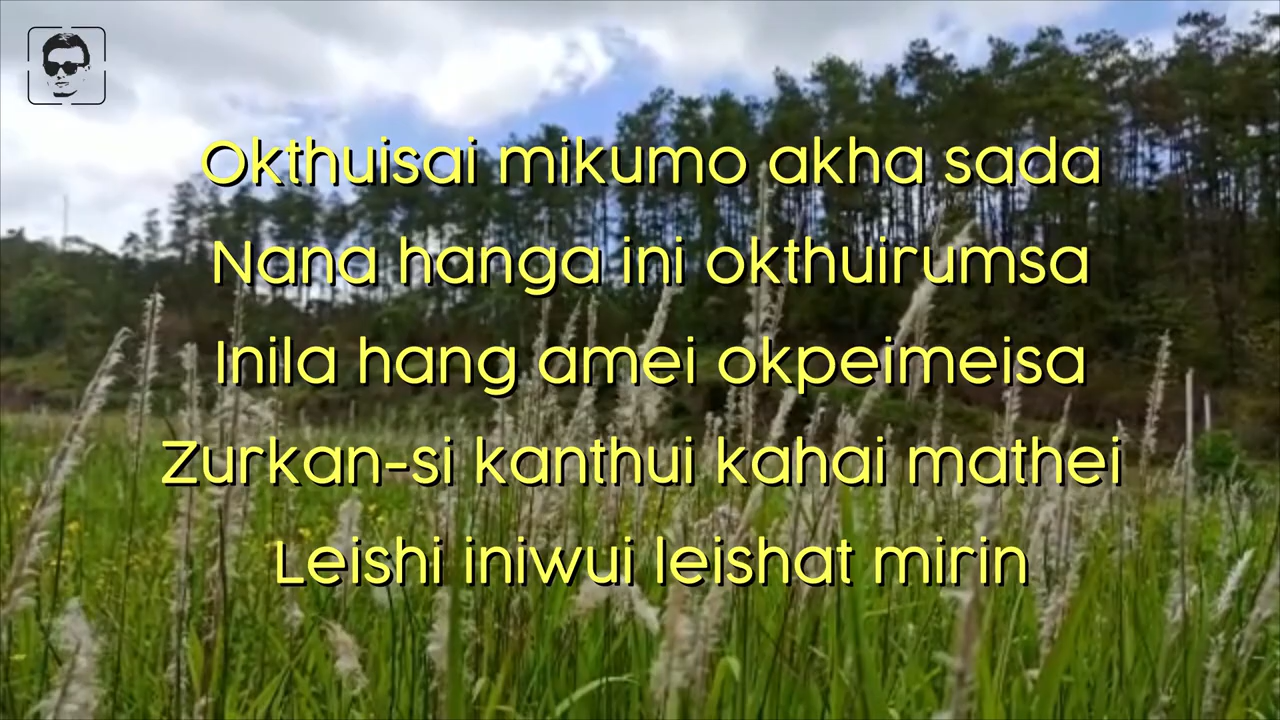 Okthuisai mikumo akha sada
Nana hanga ini okthuirumsa
Inila hang amei okpeimeisa
Zurkan-si kanthui kahai mathei
Leishi iniwui leishat mirin